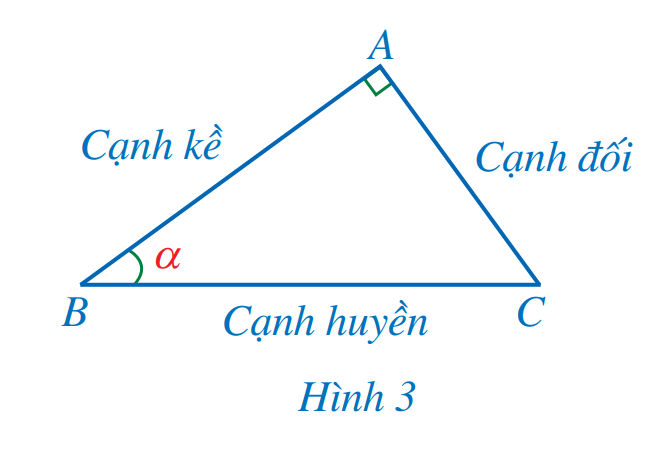 A
Cạnh kề
Cạnh đối
α
B
Cạnh huyền
C
Hình 3